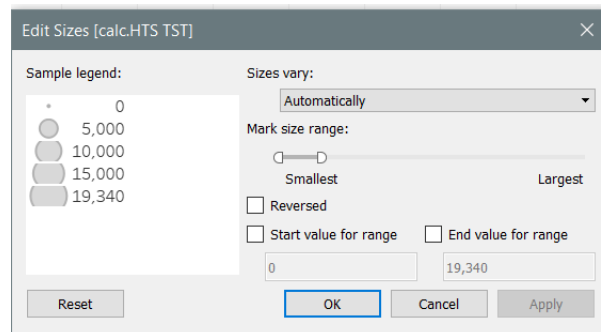 Edit Sizes [calc.HTS TST]
Sample legend:
0
5,000
10,000
15,000
19,340
Sizes vary:
Automatically
Mark size range:
Smallest Largest
Reversed
Start value for range End value for range
0 19,340
Reset OK Cancel Apply